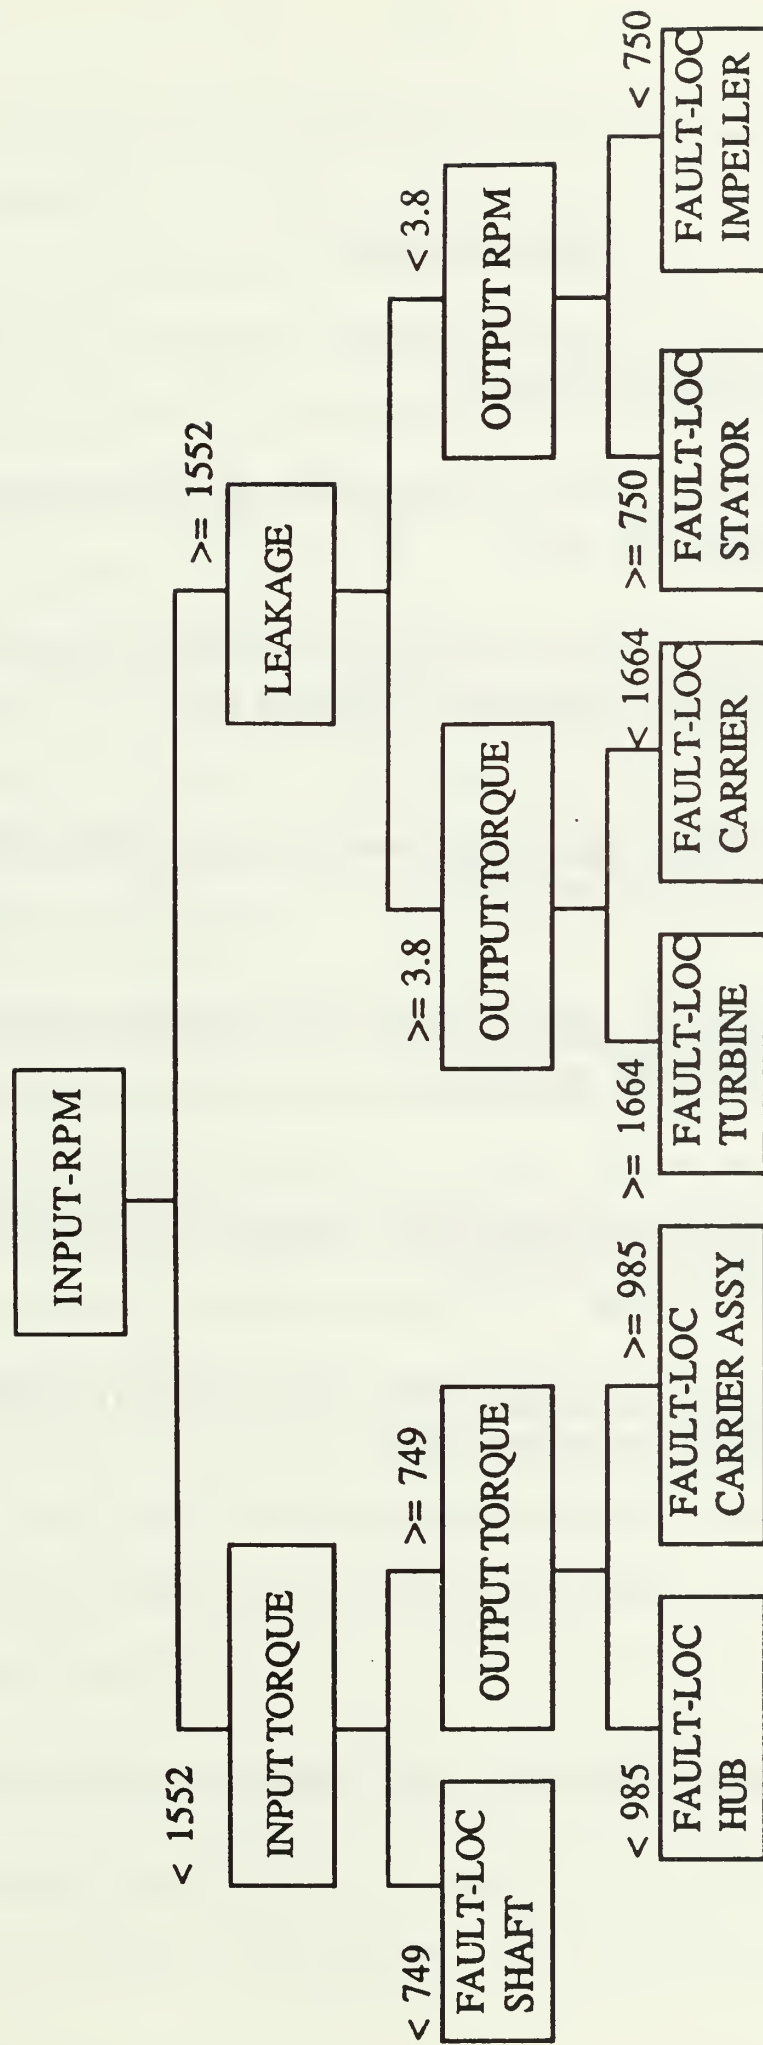 INPUT-RPM
< 1552
>= 1552
INPUT TORQUE
LEAKAGE
< 749
>= 749
>= 3.8
< 3.8
FAULT-LOC
SHAFT
OUTPUT TORQUE
OUTPUT TORQUE
OUTPUT RPM
< 985
>= 985
>= 1664
< 1664
>= 750
< 750
FAULT-LOC
HUB
FAULT-LOC
CARRIER ASSY
FAULT-LOC
TURBINE
FAULT-LOC
CARRIER
FAULT-LOC
STATOR
FAULT-LOC
IMPELLER